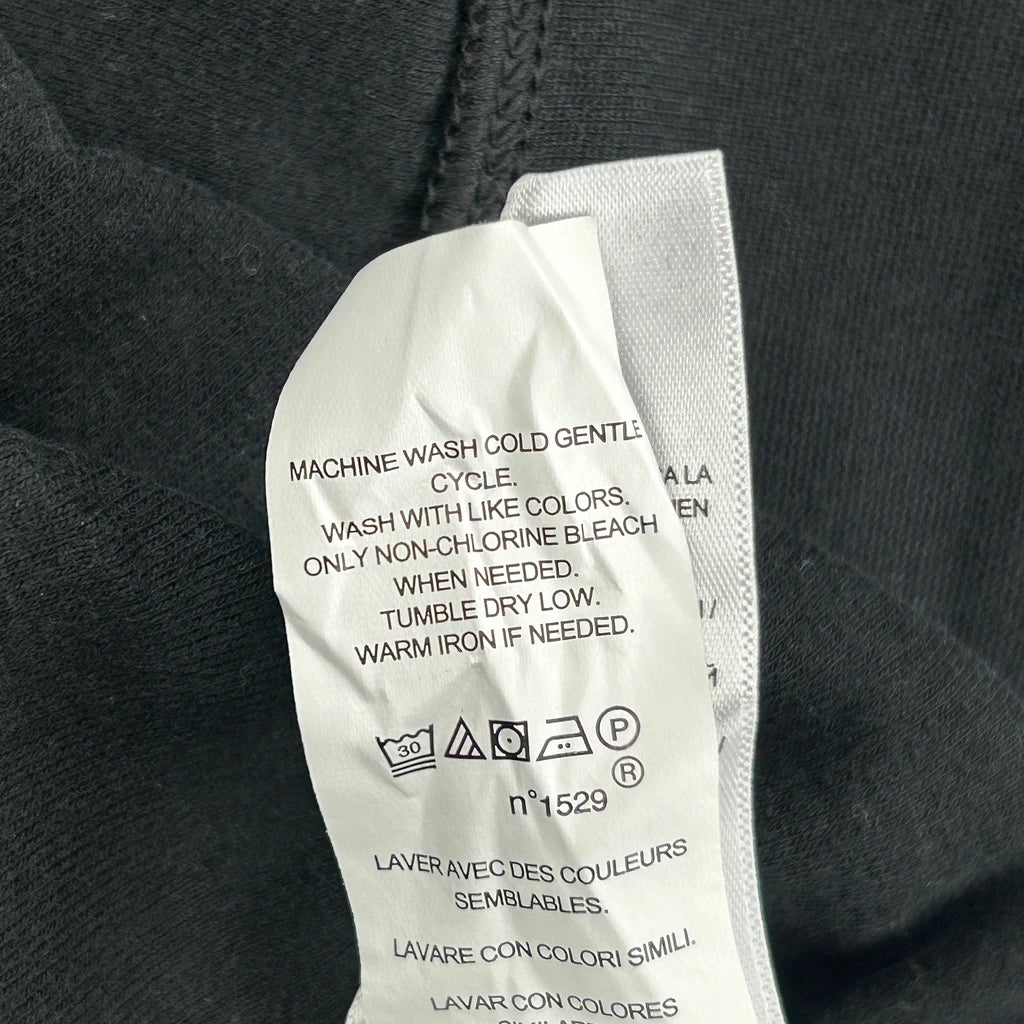 MACHINE WASH COLD GENTLE
CYCLE.
WASH WITH LIKE COLORS.
ONLY NON-CHLORINE BLEACH
WHEN NEEDED.
TUMBLE DRY LOW.
WARM IRON IF NEEDED.
30
P
®
n°1529
LAVER AVEC DES COULEURS
SEMBLABLES.
LAVARE CON COLORI SIMILI.
LAVAR CON COLORES
A LA